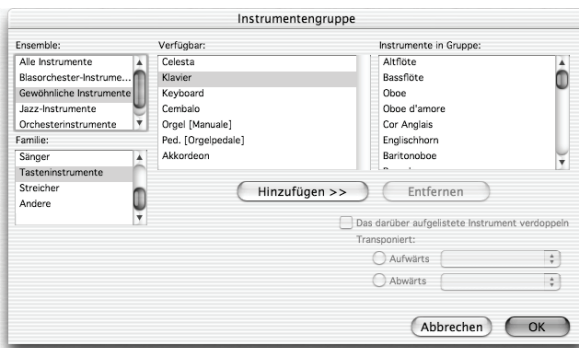 Instrumentengruppe
Ensemble:
Alle Instrumente
Blasorchester-Instrume...
Gewöhnliche Instrumente
Jazz-Instrumente
Orchesterinstrumente
Familie:
Sänger
Tasteninstrumente
Streicher
Andere
Verfügbar:
Celesta
Klavier
Keyboard
Cembalo
Orgel [Manuale]
Ped. [Orgelpedale]
Akkordeon
Instrumente in Gruppe:
Altflöte
Bassflöte
Oboe
Oboe d'amore
Cor Anglais
Englischhorn
Baritonoboe
Hinzufügen >>
Entfernen
Das darüber aufgelistete Instrument verdoppeln
Transponiert:
Aufwärts
Abwärts
Abbrechen
OK